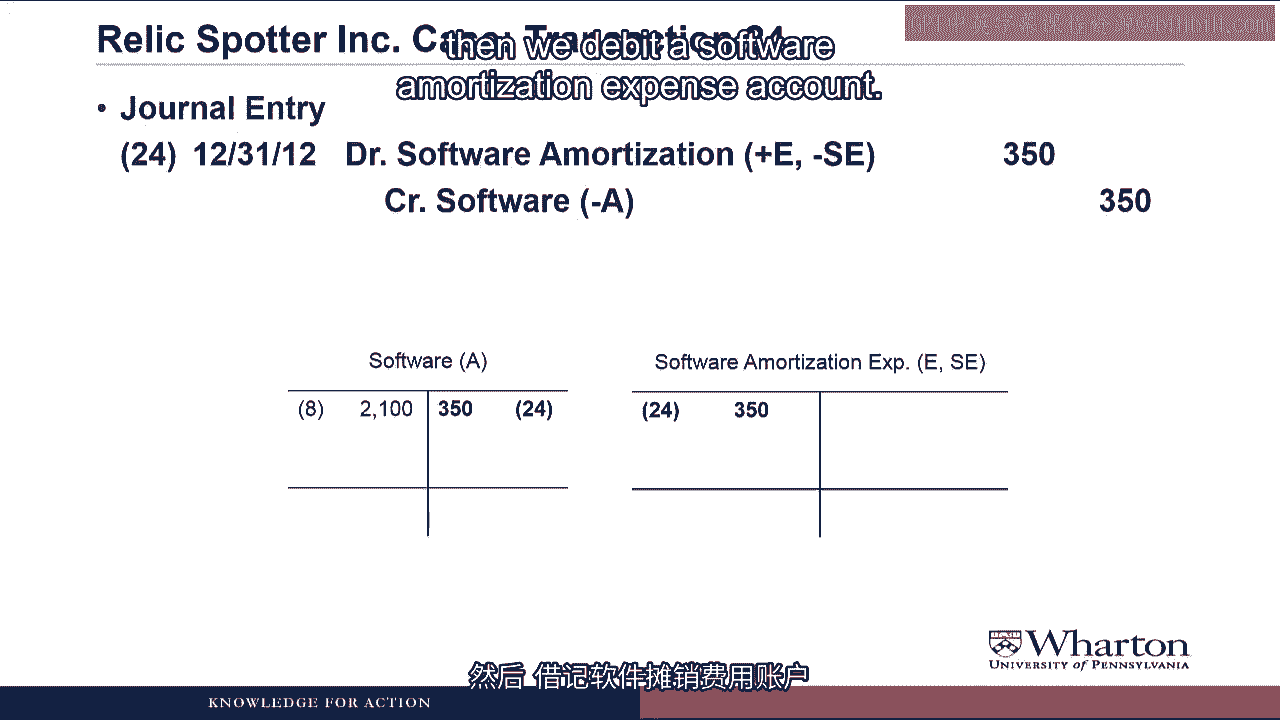 Relic Spotter Inc. Case: Transaction 24
then we debit a software
amortization expense account.
• Journal Entry
(24) 12/31/12 Dr. Software Amortization (+E, -SE) 350
Cr. Software (-A) 350
Software (A) Software Amortization Exp. (E, SE)
(8) 2,100 350 (24) (24) 350
Wharton
UNIVERSITY of PENNSYLVANIA
然后 借记软件摊销费用账户
KNOWLEDGE FOR ACTION